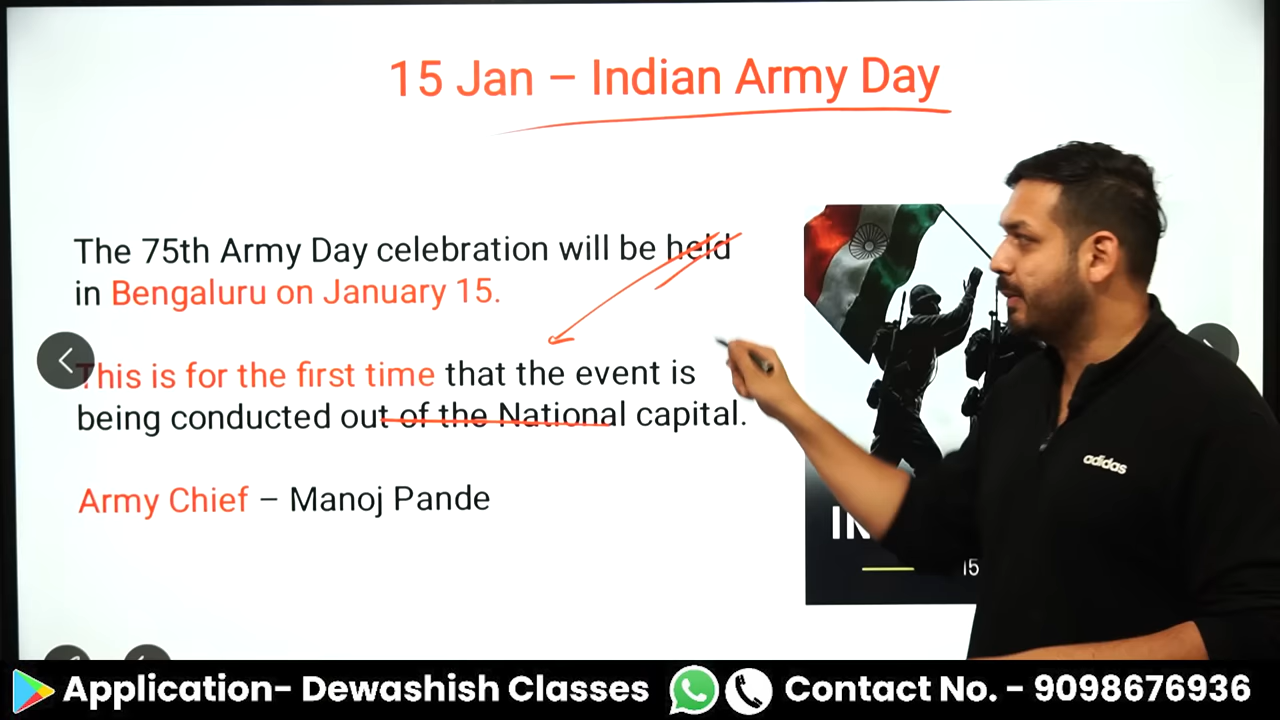 15 Jan – Indian Army Day
The 75th Army Day celebration will be held
in Bengaluru on January 15.
This is for the first time that the event is
being conducted out of the National capital.
Army Chief – Manoj Pande
adidas
15
Application- Dewashish Classes
Contact No. - 9098676936